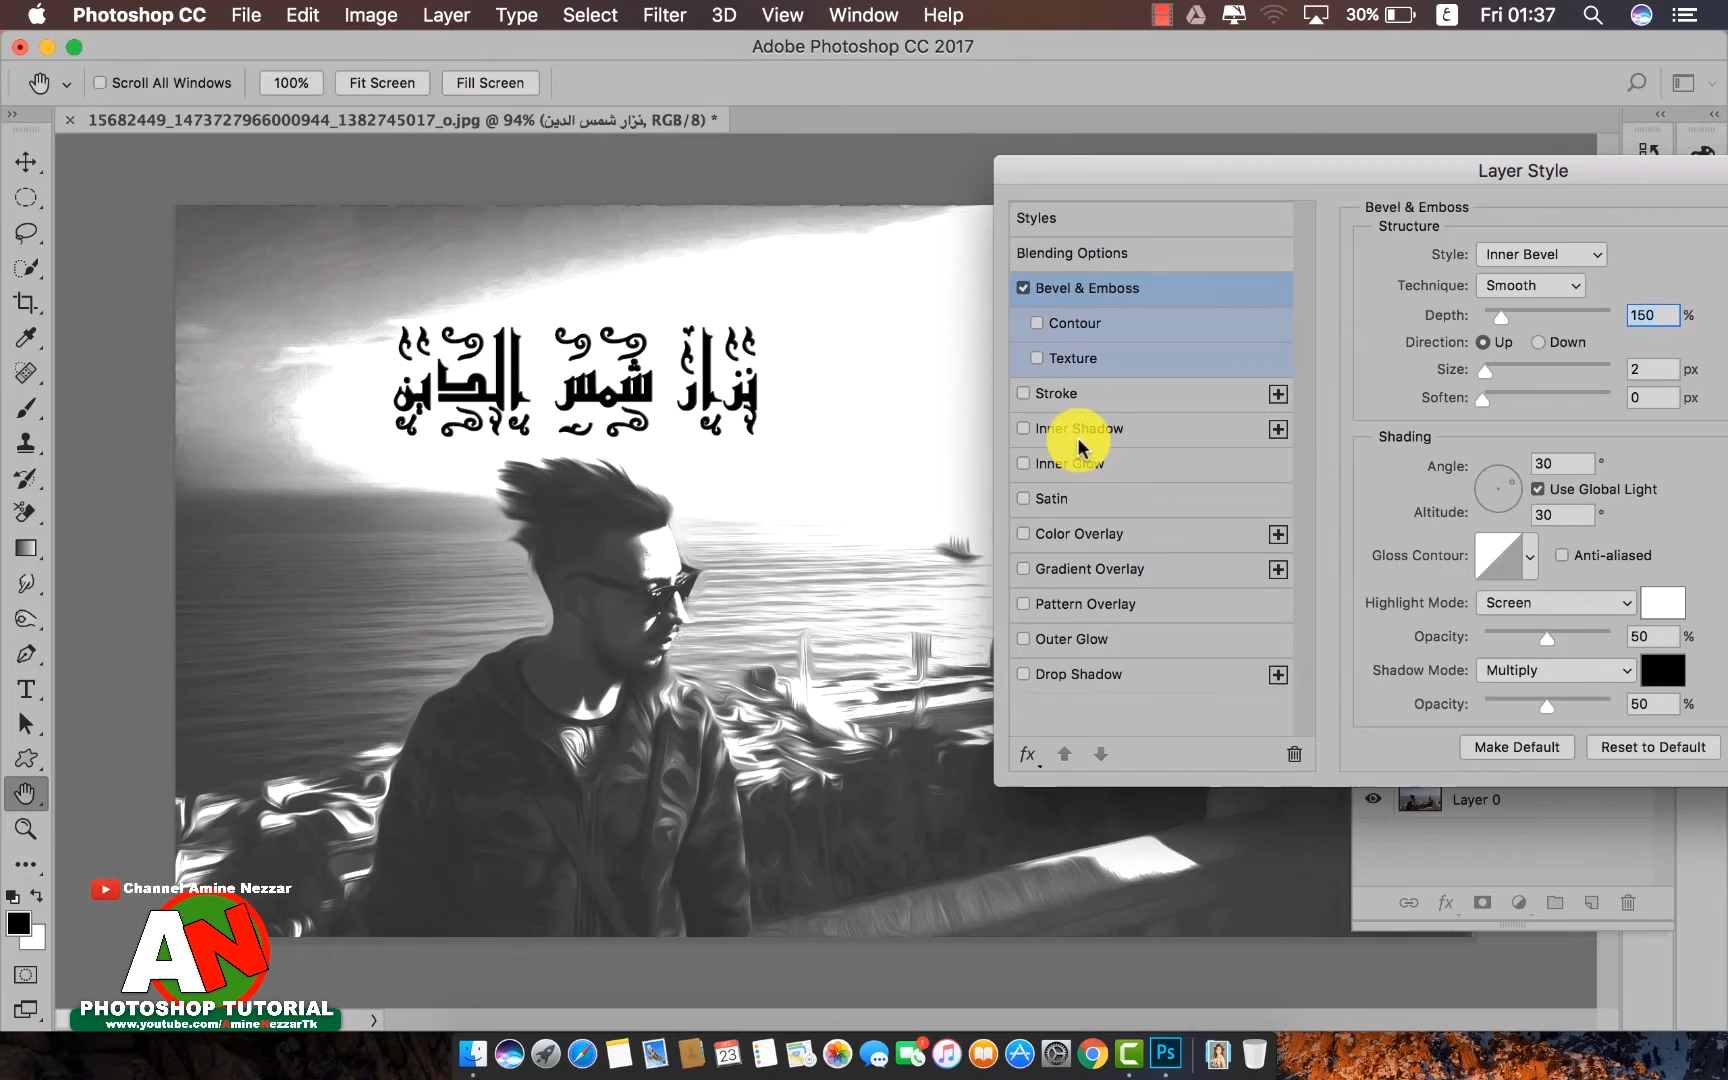 Photoshop CC File Edit Image Layer Type Select Filter 3D View Window Help 30% ع Fri 01:37
Adobe Photoshop CC 2017
Scroll All Windows 100% Fit Screen Fill Screen
15682449_1473727966000944_1382745017_o.jpg @ 94% (نزار شمس الدين, RGB/8) *
Layer Style
Styles
Blending Options
Bevel & Emboss
Contour
Texture
Stroke
Inner Shadow
Inner Glow
Satin
Color Overlay
Gradient Overlay
Pattern Overlay
Outer Glow
Drop Shadow
fx
Bevel & Emboss
Structure
Style: Inner Bevel
Technique: Smooth
Depth: 150 %
Direction: Up Down
Size: 2 px
Soften: 0 px
Shading
Angle: 30 °
Use Global Light
Altitude: 30 °
Gloss Contour: Anti-aliased
Highlight Mode: Screen
Opacity: 50 %
Shadow Mode: Multiply
Opacity: 50 %
Make Default Reset to Default
نزار شمس الدين
Layer 0
fx
Channel Amine Nezzar
AN
PHOTOSHOP TUTORIAL
www.youtube.com/AmineNezzarTk
DEC
23
1
Ps